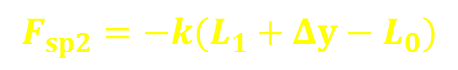 F_sp2 = −k(L_1 + Δy − L_0)